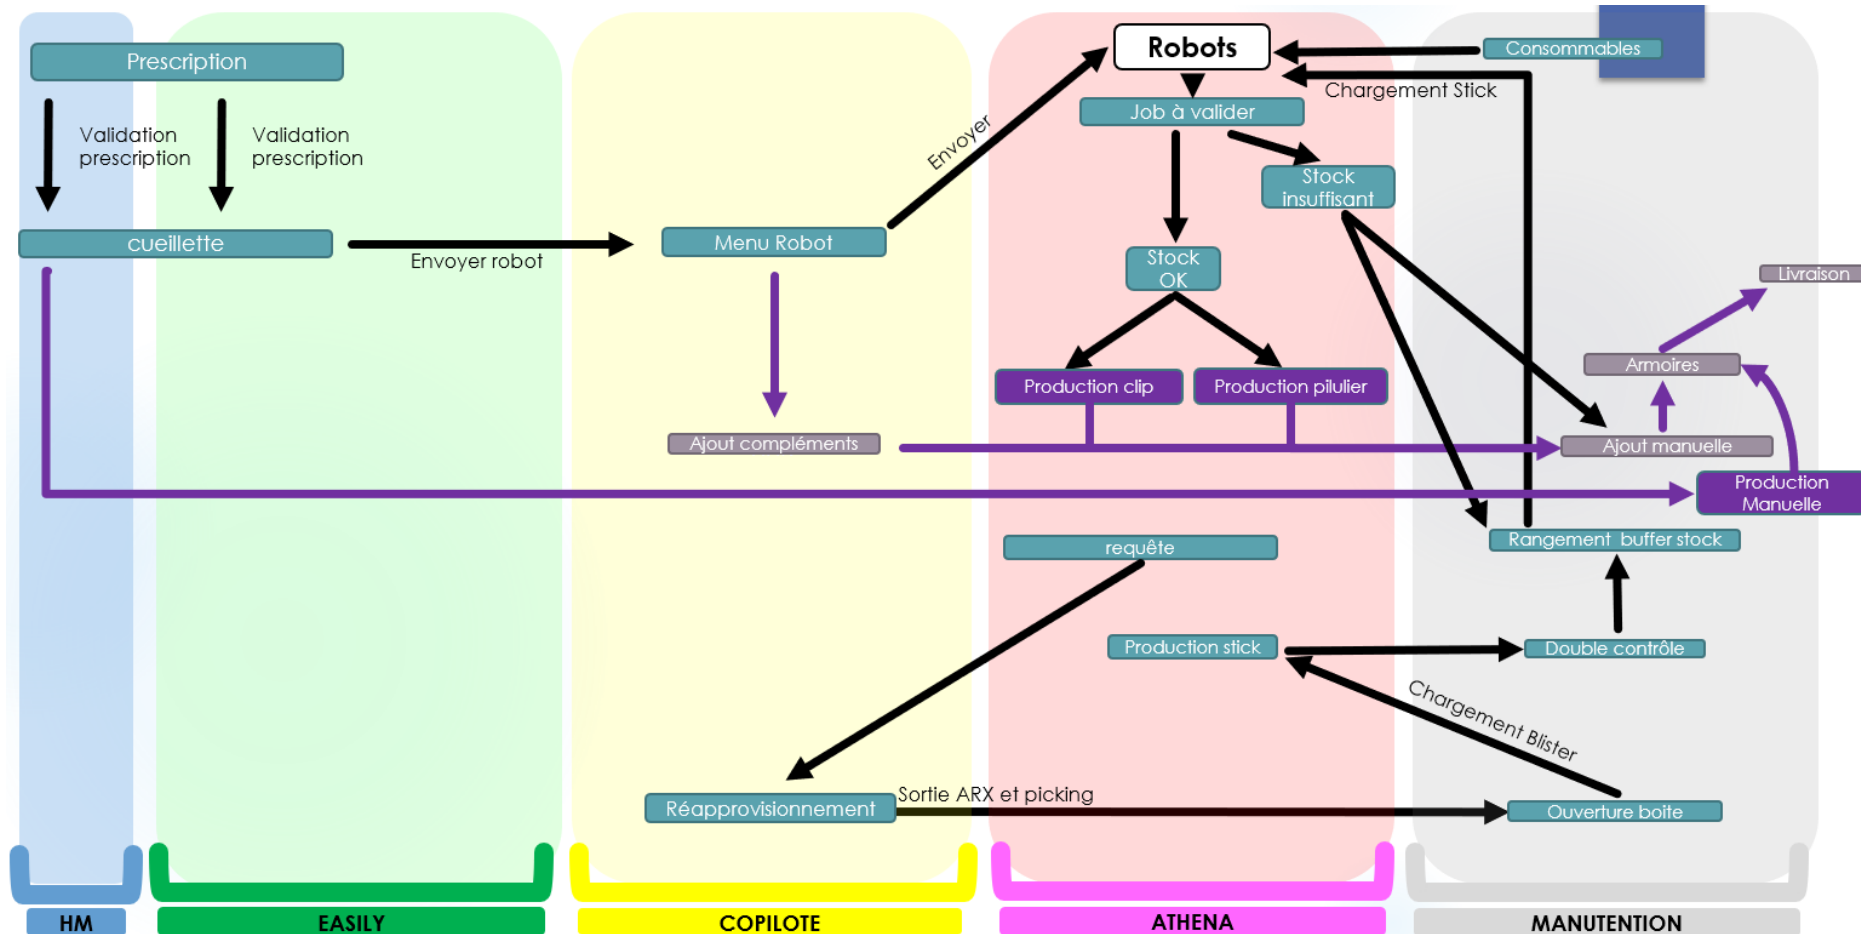 Prescription
Robots
Consommables
Chargement Stick
Job à valider
Validation
prescription
Validation
prescription
Envoyer
Stock
insuffisant
cueillette
Envoyer robot
Menu Robot
Stock
OK
Livraison
Armoires
Production clip
Production pilulier
Ajout compléments
Ajout manuelle
Production
Manuelle
requête
Rangement buffer stock
Production stick
Double contrôle
Chargement Blister
Réapprovisionnement
Sortie ARX et picking
Ouverture boîte
HM
EASILY
COPILOTE
ATHENA
MANUTENTION